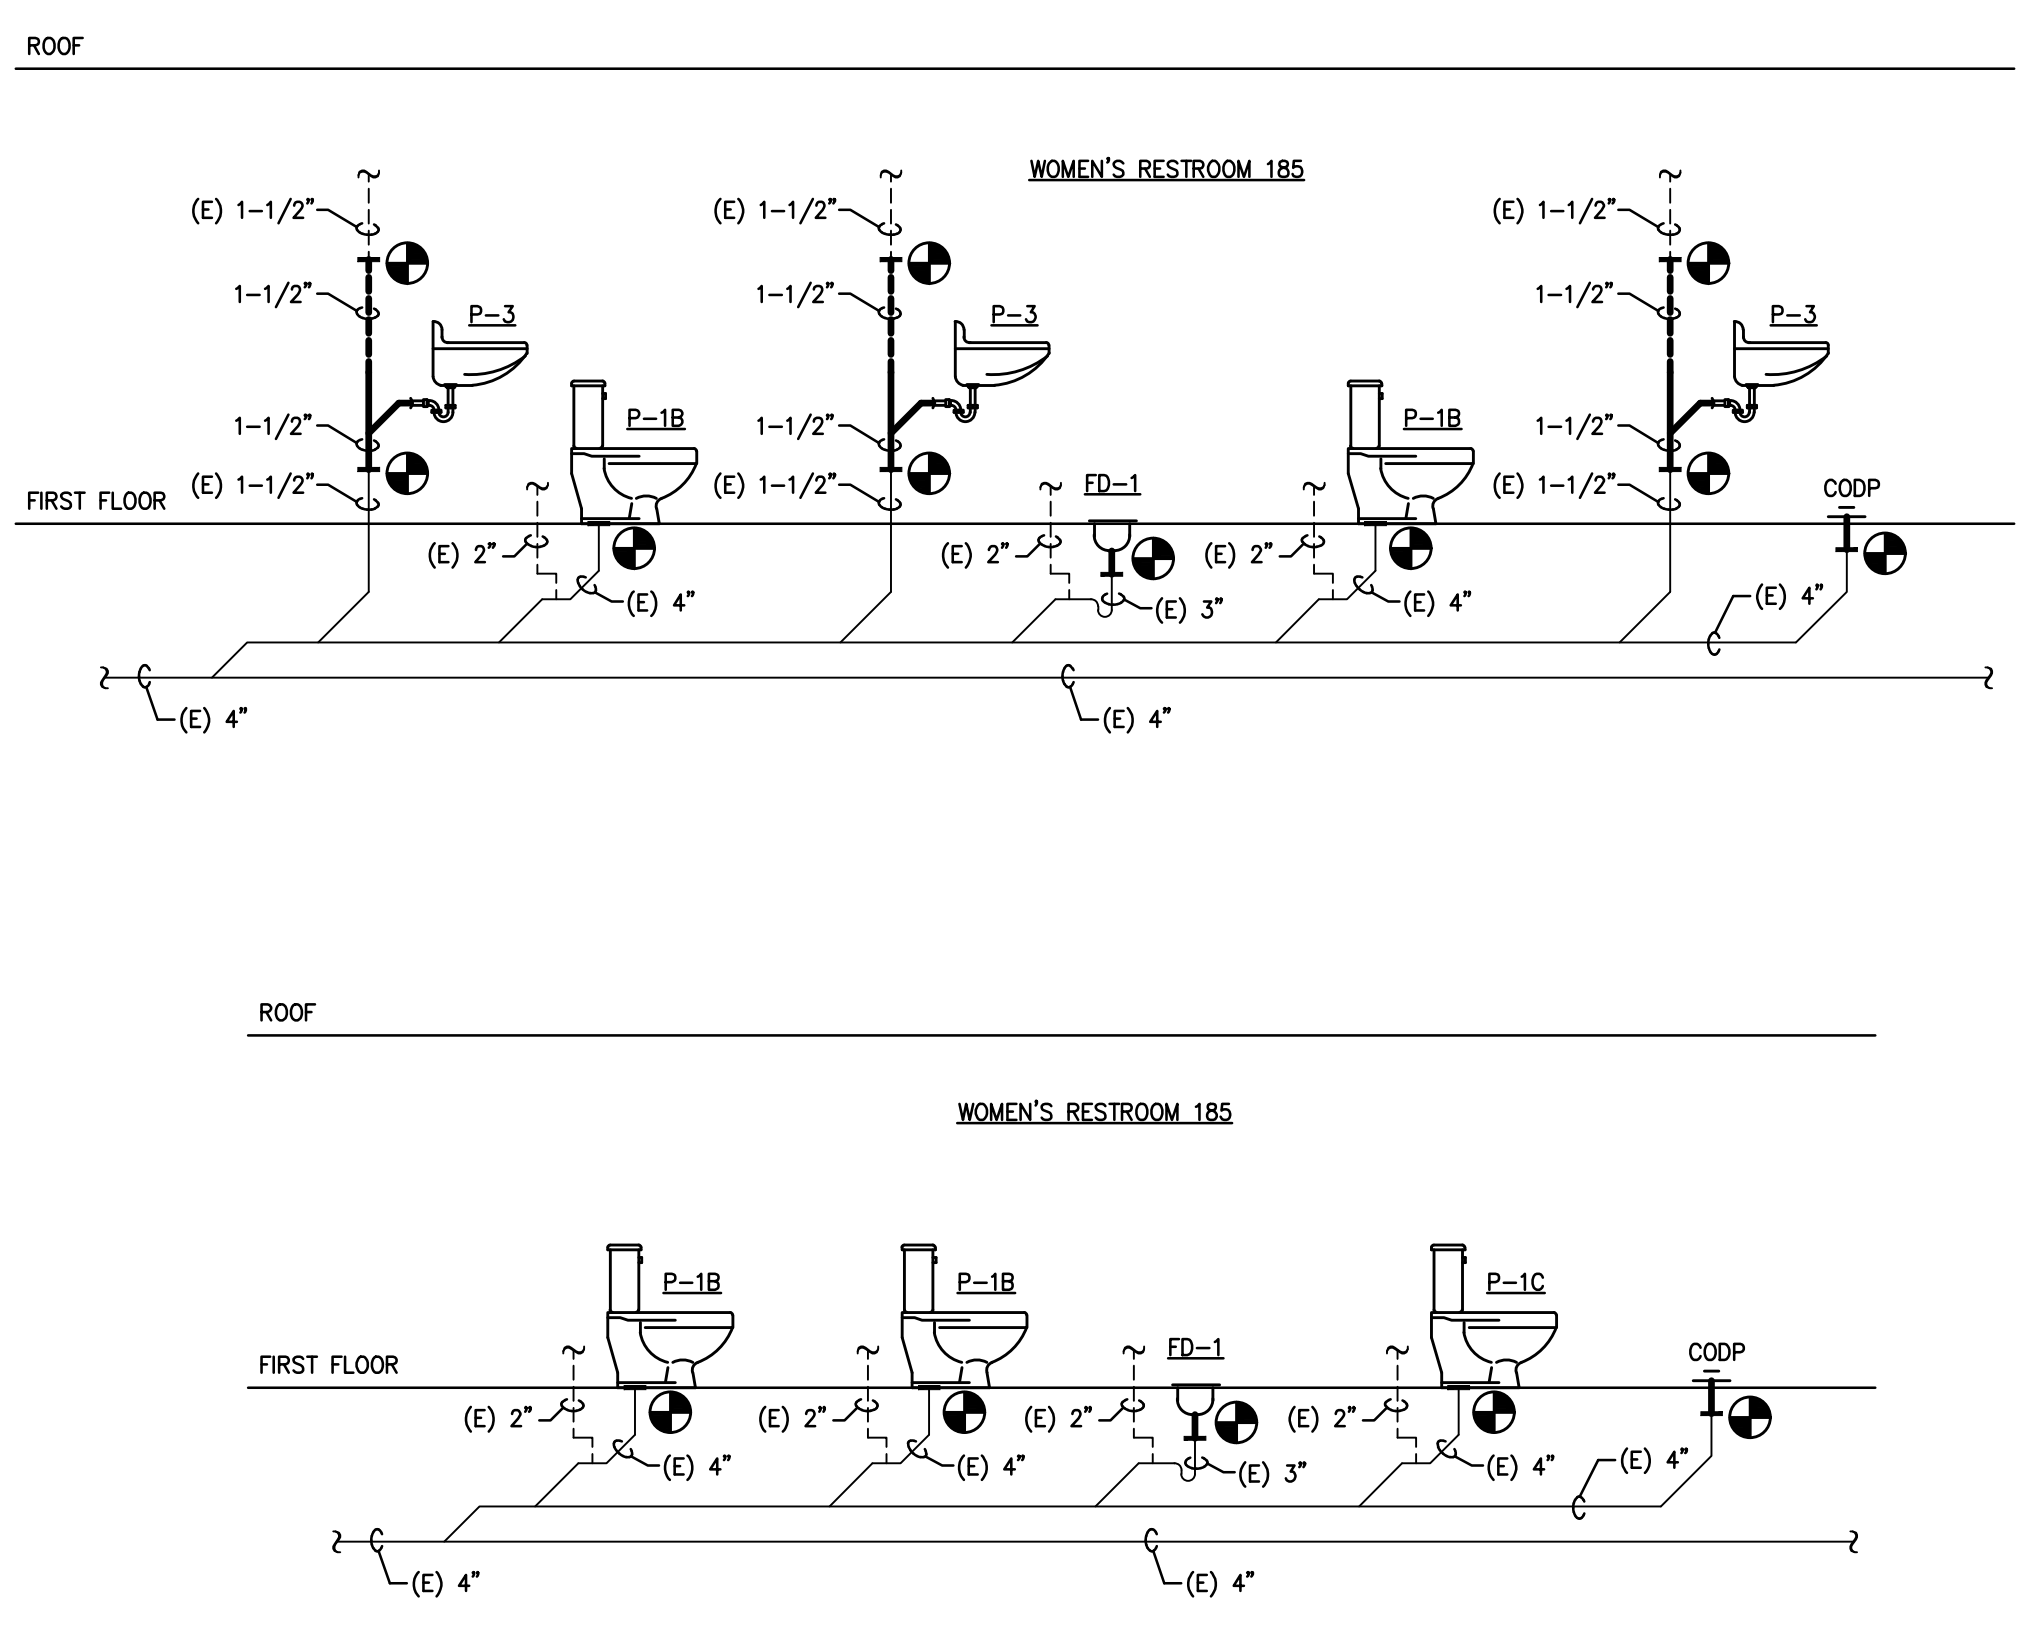 ROOF
WOMEN'S RESTROOM 185
(E) 1-1/2" (E) 1-1/2" (E) 1-1/2"
1-1/2" 1-1/2" 1-1/2"
P-3 P-3 P-3
1-1/2" P-1B 1-1/2" P-1B 1-1/2"
(E) 1-1/2" (E) 1-1/2" FD-1 (E) 1-1/2" CODP
FIRST FLOOR
(E) 2" (E) 2" (E) 2"
(E) 4" (E) 3" (E) 4" (E) 4"
(E) 4" (E) 4"
ROOF
WOMEN'S RESTROOM 185
P-1B P-1B P-1C
FD-1 CODP
FIRST FLOOR
(E) 2" (E) 2" (E) 2" (E) 2"
(E) 4" (E) 4" (E) 3" (E) 4" (E) 4"
(E) 4" (E) 4"